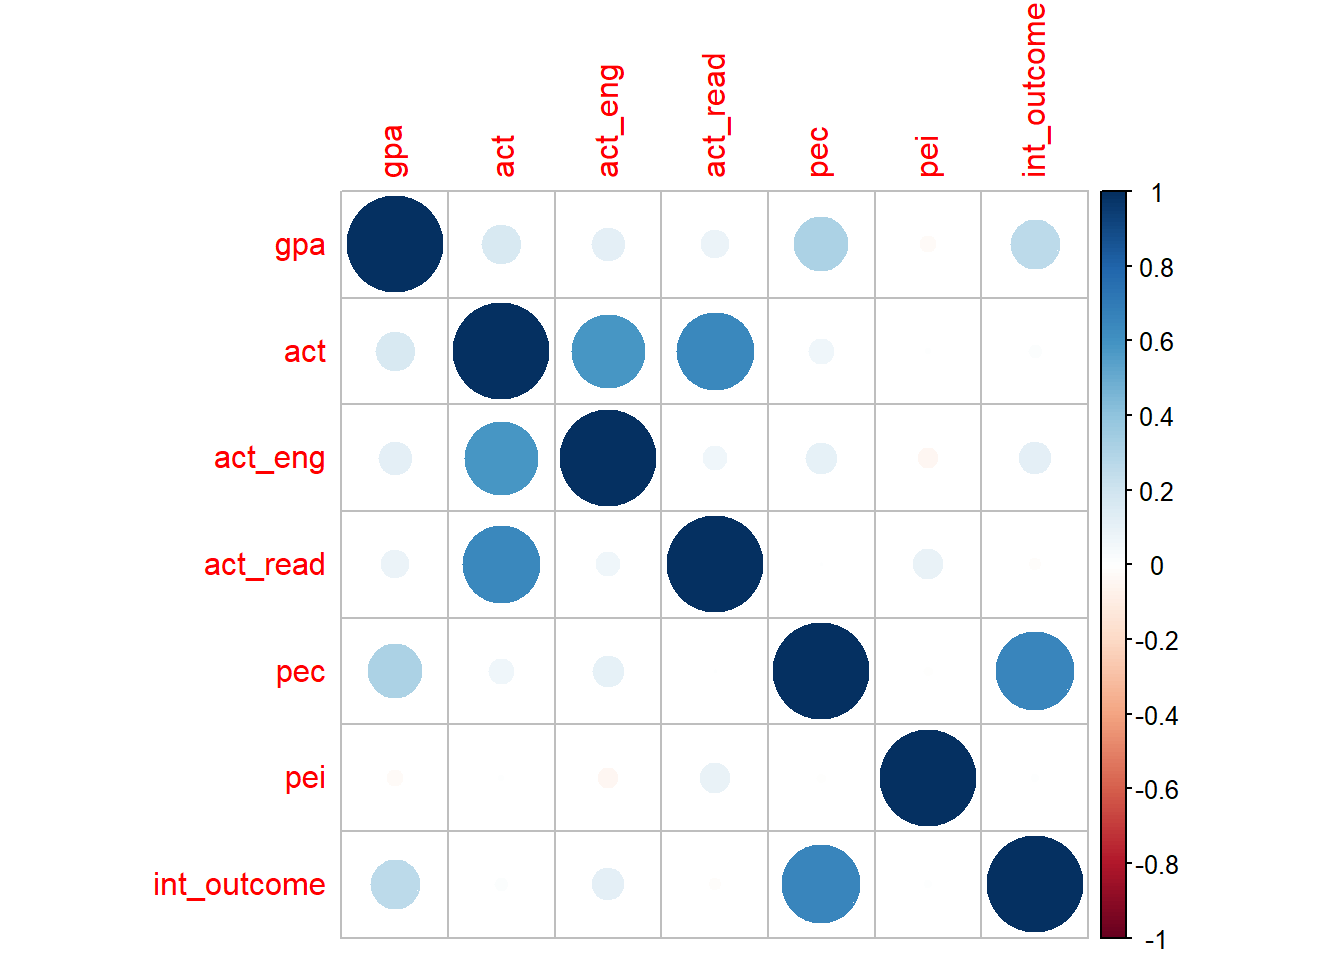 gpa
act
act_eng
act_read
pec
pei
int_outcome
gpa
act
act_eng
act_read
pec
pei
int_outcome
1
0.8
0.6
0.4
0.2
0
-0.2
-0.4
-0.6
-0.8
-1